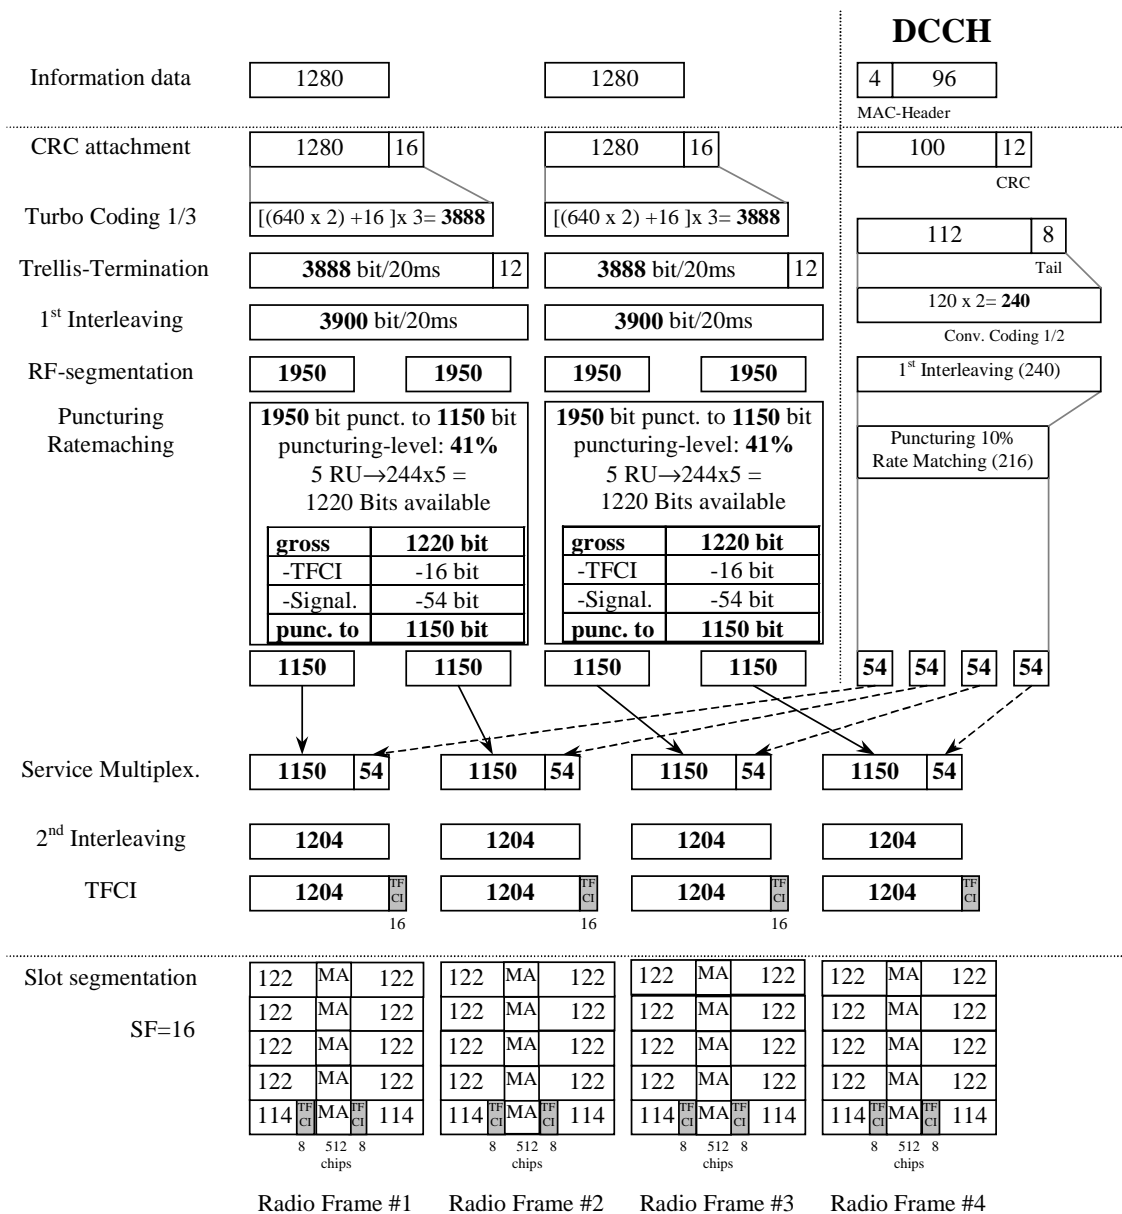 DCCH
Information data 1280 1280 4 96
MAC-Header
CRC attachment 1280 16 1280 16 100 12
CRC
Turbo Coding 1/3 [(640 x 2) +16 ]x 3= 3888 [(640 x 2) +16 ]x 3= 3888
112 8
Trellis-Termination 3888 bit/20ms 12 3888 bit/20ms 12
Tail
120 x 2= 240
1st Interleaving 3900 bit/20ms 3900 bit/20ms
Conv. Coding 1/2
RF-segmentation 1950 1950 1950 1950 1st Interleaving (240)
Puncturing 1950 bit punct. to 1150 bit 1950 bit punct. to 1150 bit
Ratemaching puncturing-level: 41% puncturing-level: 41% Puncturing 10%
5 RU→244x5 = 5 RU→244x5 = Rate Matching (216)
1220 Bits available 1220 Bits available
gross 1220 bit gross 1220 bit
-TFCI -16 bit -TFCI -16 bit
-Signal. -54 bit -Signal. -54 bit
punc. to 1150 bit punc. to 1150 bit
1150 1150 1150 1150 54 54 54 54
Service Multiplex. 1150 54 1150 54 1150 54 1150 54
2nd Interleaving 1204 1204 1204 1204
TFCI 1204 TF CI 1204 TF CI 1204 TF CI 1204 TF CI
16 16 16
Slot segmentation 122 MA 122 122 MA 122 122 MA 122 122 MA 122
SF=16 122 MA 122 122 MA 122 122 MA 122 122 MA 122
122 MA 122 122 MA 122 122 MA 122 122 MA 122
122 MA 122 122 MA 122 122 MA 122 122 MA 122
114 TF CI MA TF CI 114 114 TF CI MA TF CI 114 114 TF CI MA TF CI 114 114 TF CI MA TF CI 114
8 512 8 8 512 8 8 512 8 8 512 8
chips chips chips chips
Radio Frame #1 Radio Frame #2 Radio Frame #3 Radio Frame #4